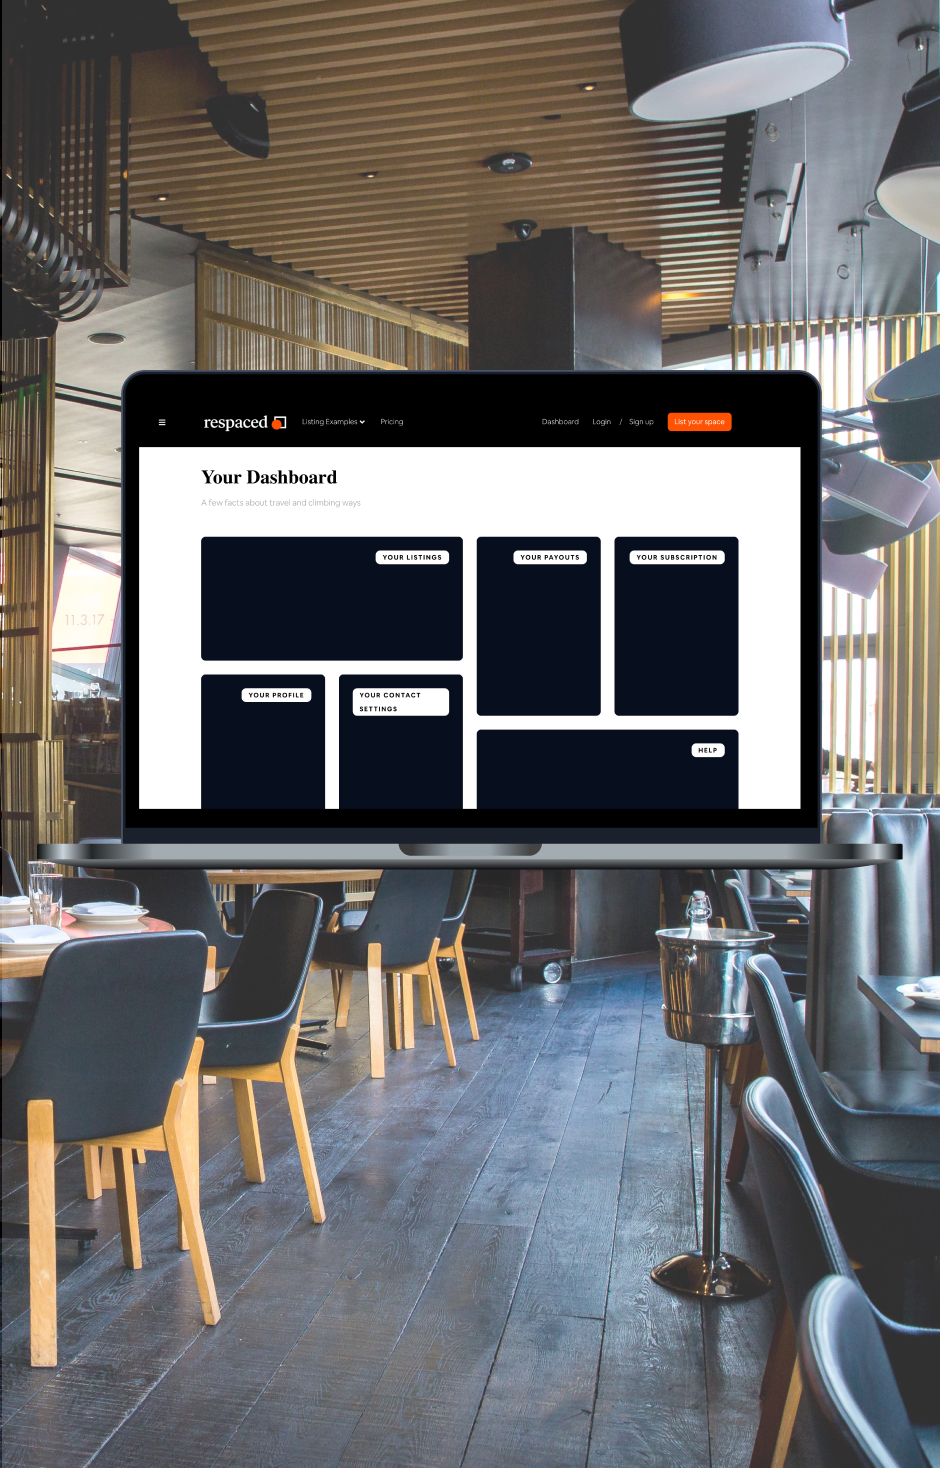 respaced
Listing Examples
Pricing
Dashboard
Login / Sign up
List your space
Your Dashboard
A few facts about travel and climbing ways
YOUR LISTINGS
YOUR PAYOUTS
YOUR SUBSCRIPTION
YOUR PROFILE
YOUR CONTACT
SETTINGS
HELP
11.3.17 -